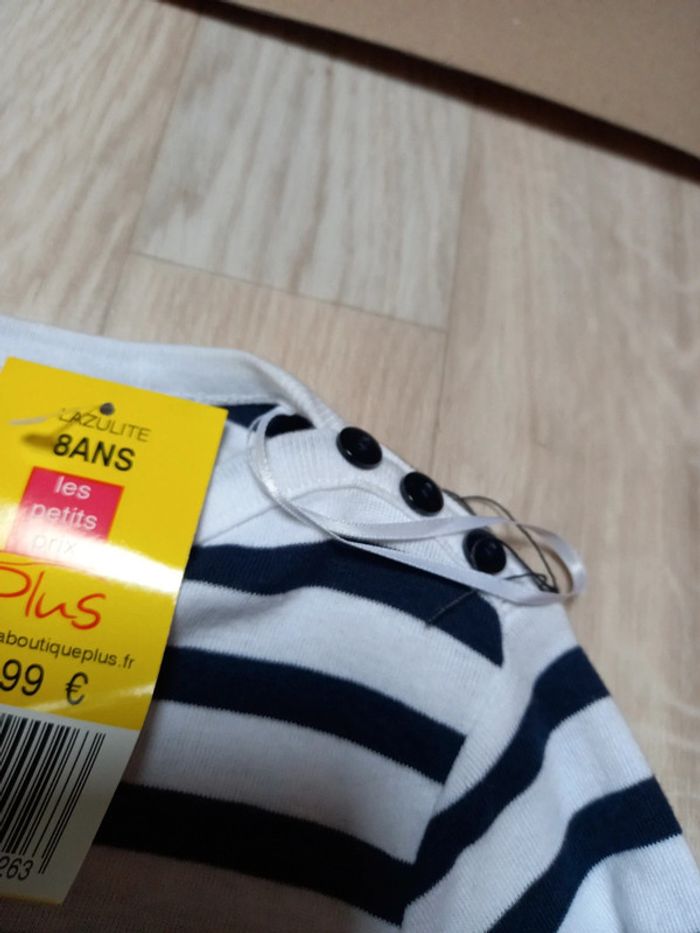 LAZULITE
8ANS
les
petits
prix
Plus
aboutiqueplus.fr
99 €
263